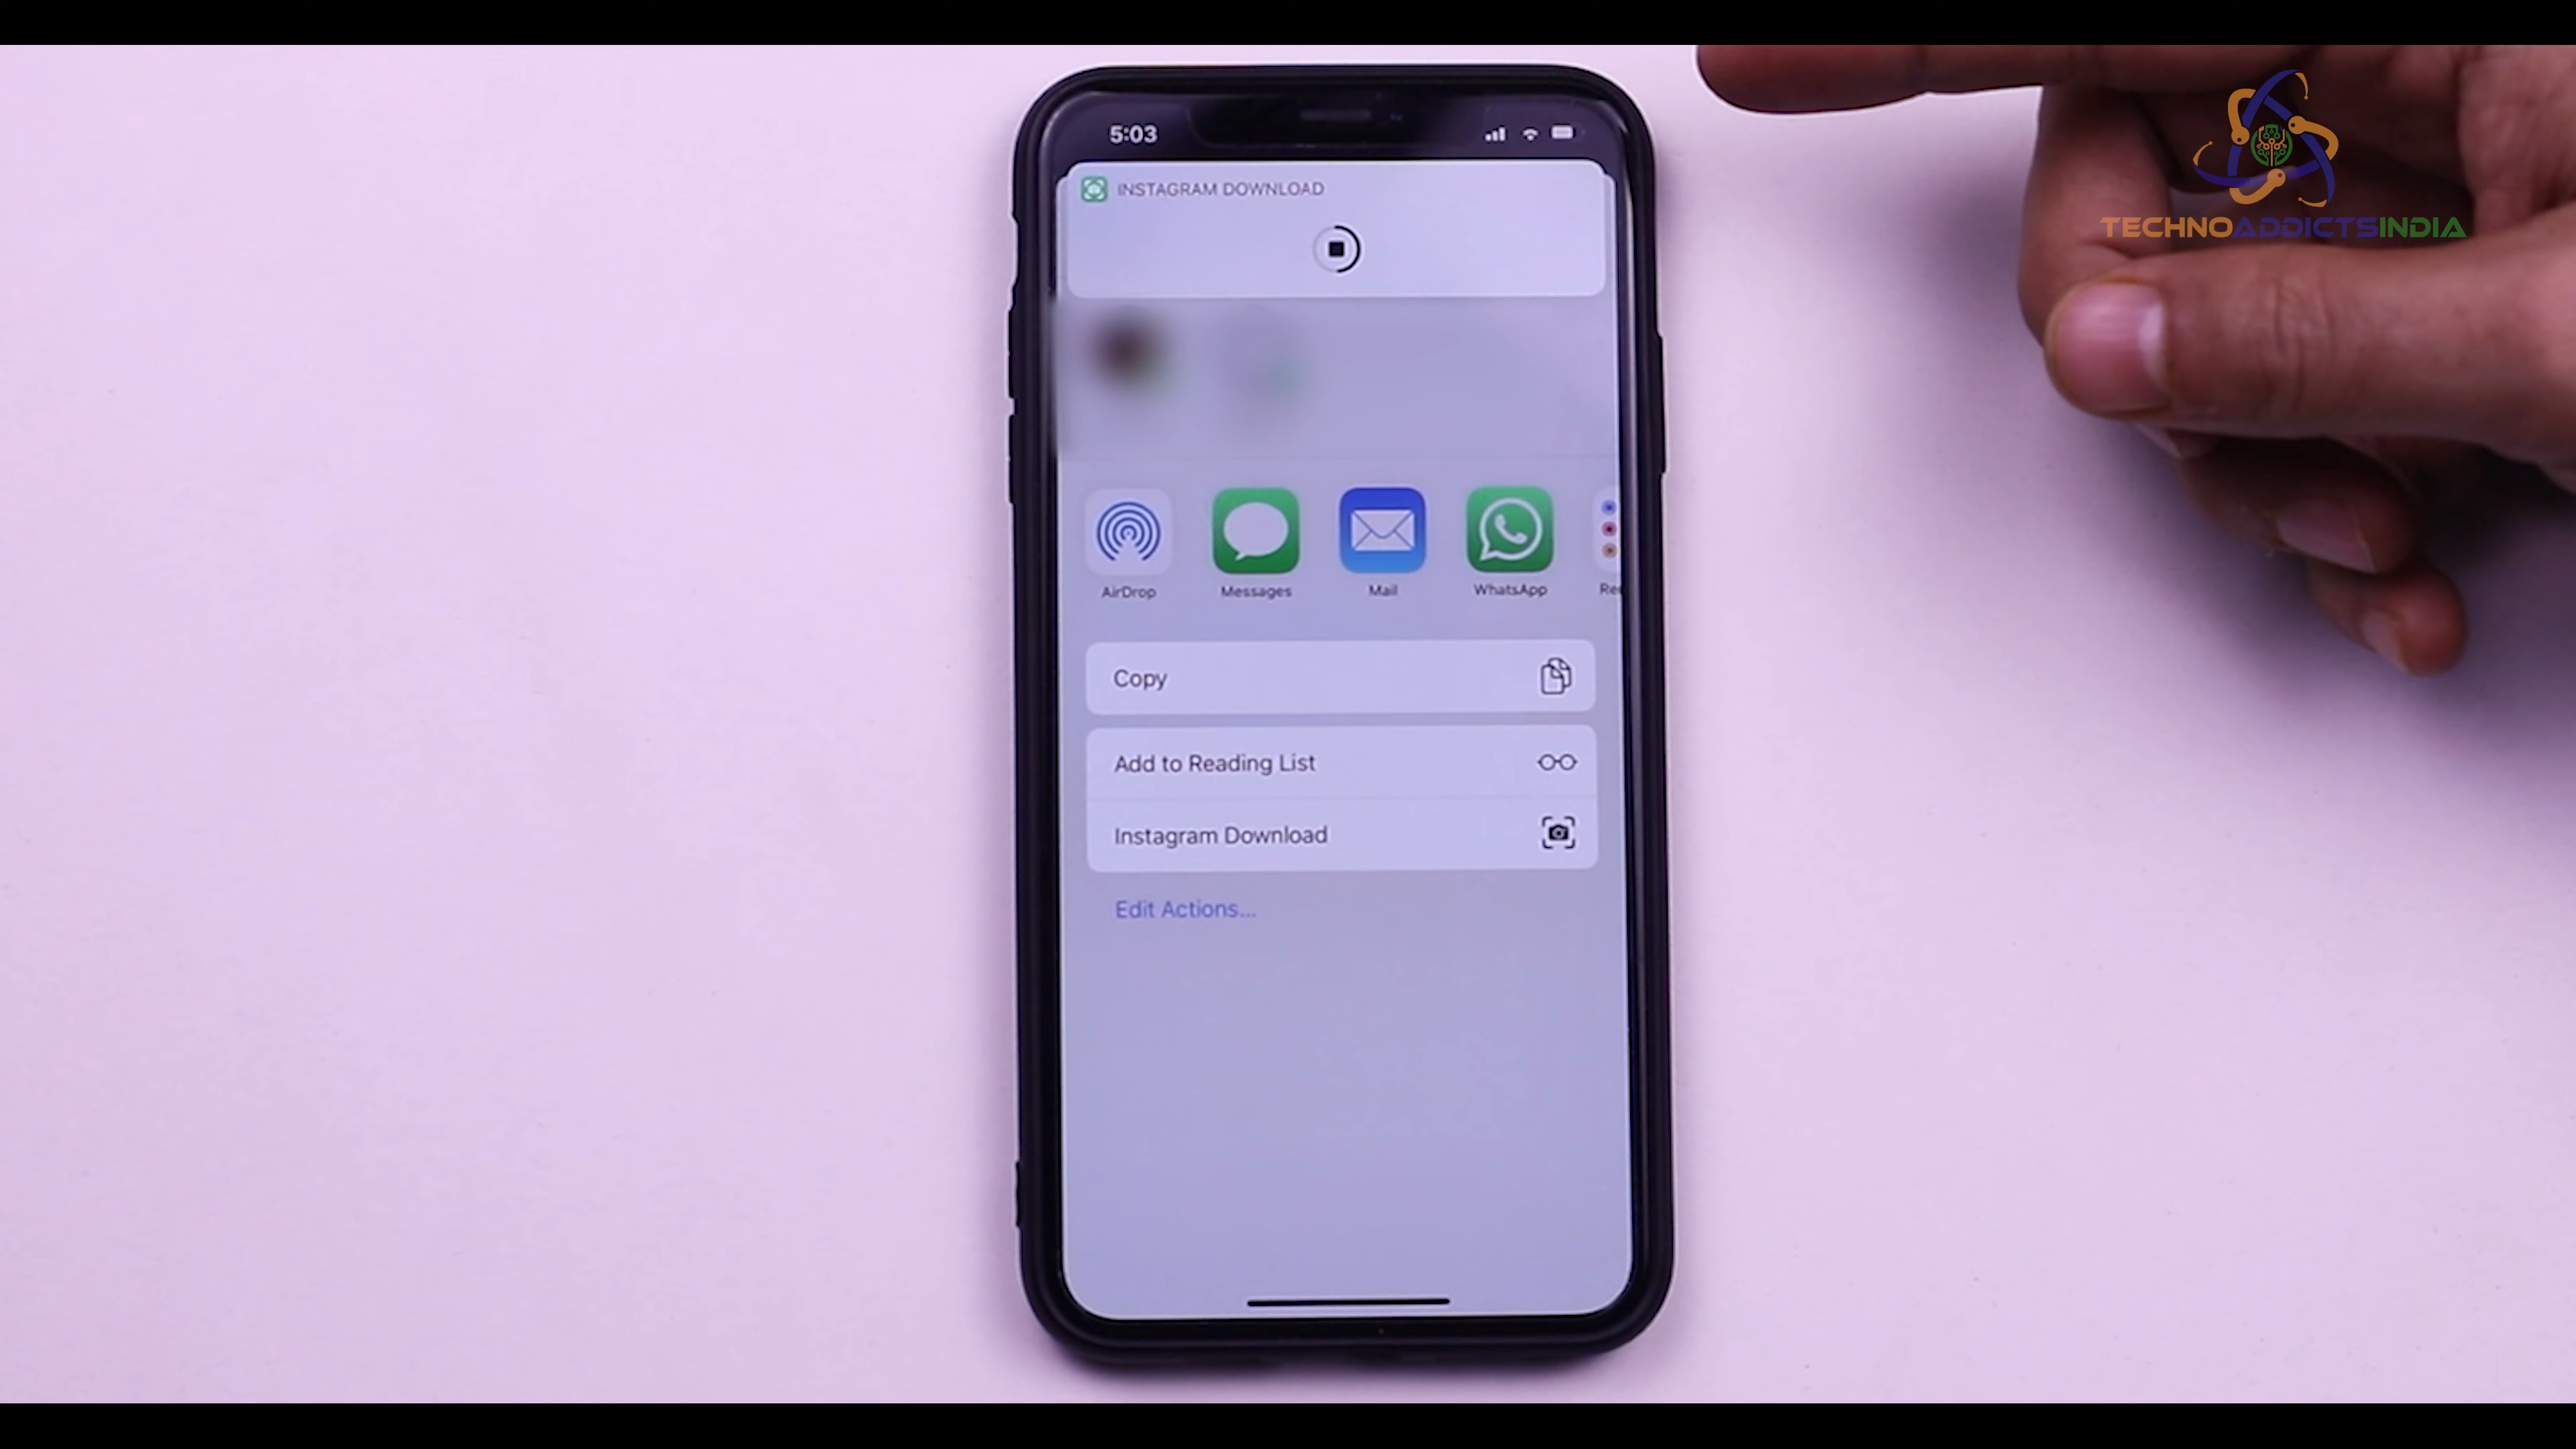 5:03
TECHNOADDICTSINDIA
INSTAGRAM DOWNLOAD
AirDrop
Messages
Mail
WhatsApp
Copy
Add to Reading List
Instagram Download
Edit Actions...